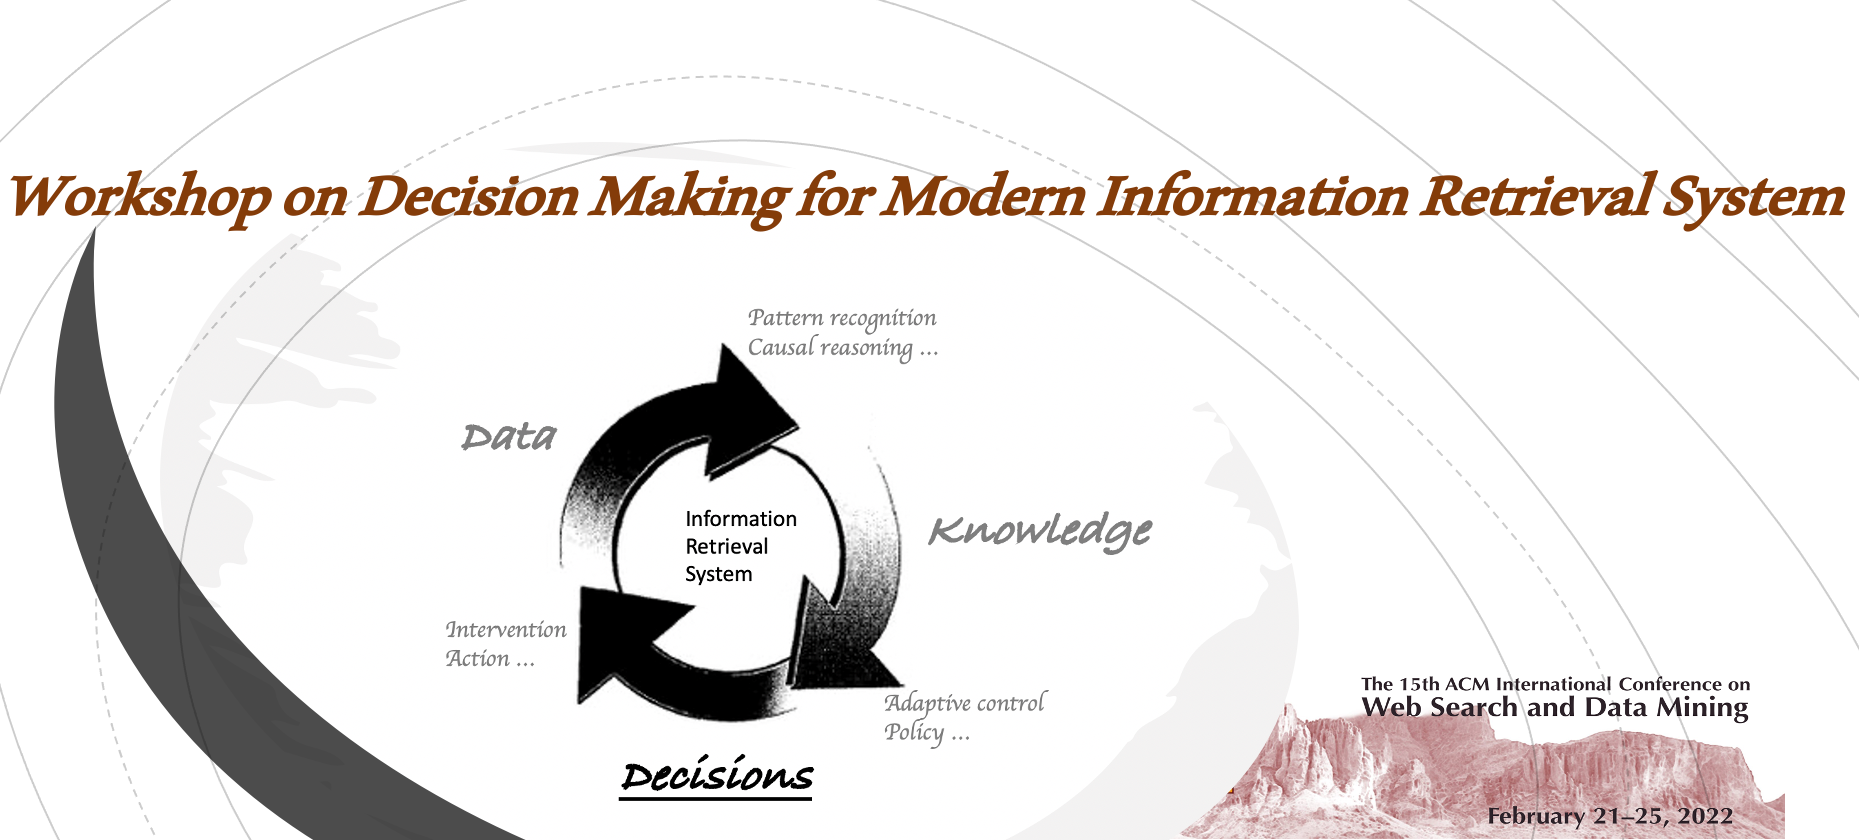 Workshop on Decision Making for Modern Information Retrieval System
Pattern recognition
Causal reasoning ...
Data
Information
Retrieval
System
Knowledge
Intervention
Action ...
Adaptive control
Policy ...
Decisions
The 15th ACM International Conference on
Web Search and Data Mining
February 21–25, 2022